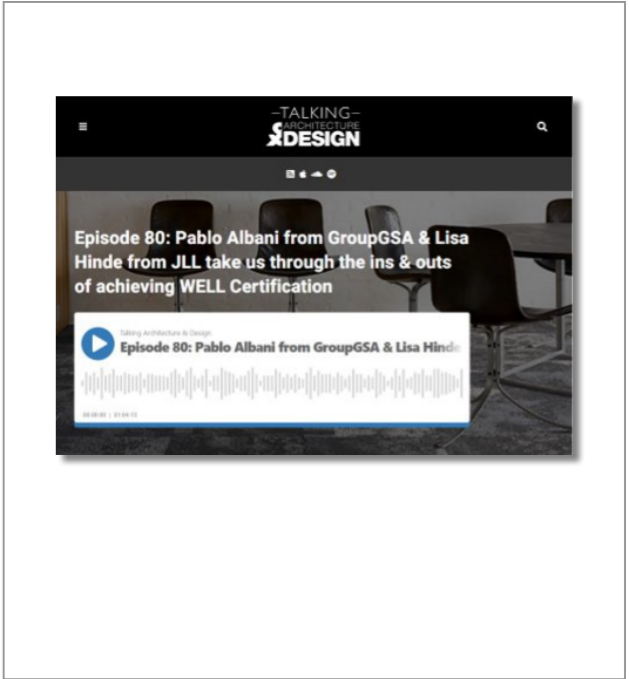 –TALKING–
ARCHITECTURE
&DESIGN
Episode 80: Pablo Albani from GroupGSA & Lisa
Hinde from JLL take us through the ins & outs
of achieving WELL Certification
Talking Architecture & Design
Episode 80: Pablo Albani from GroupGSA & Lisa Hinde
00:00:00 | 01:04:13